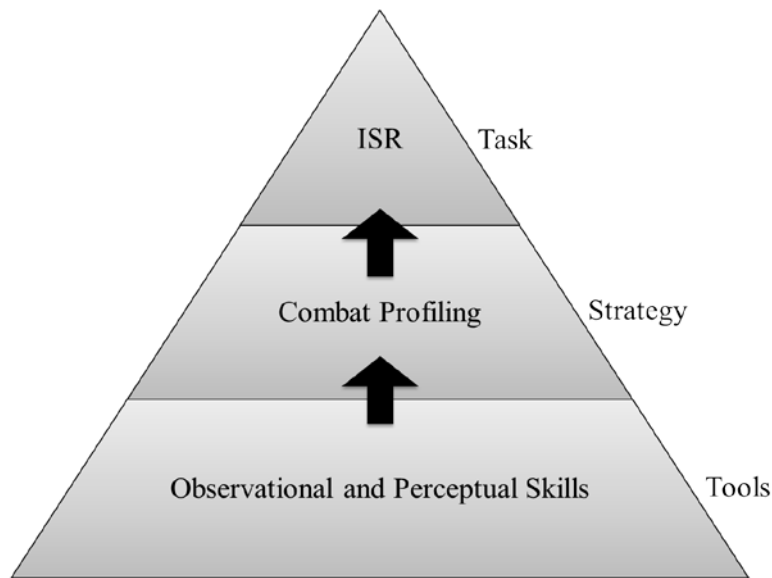 ISR
Task
Combat Profiling
Strategy
Observational and Perceptual Skills
Tools